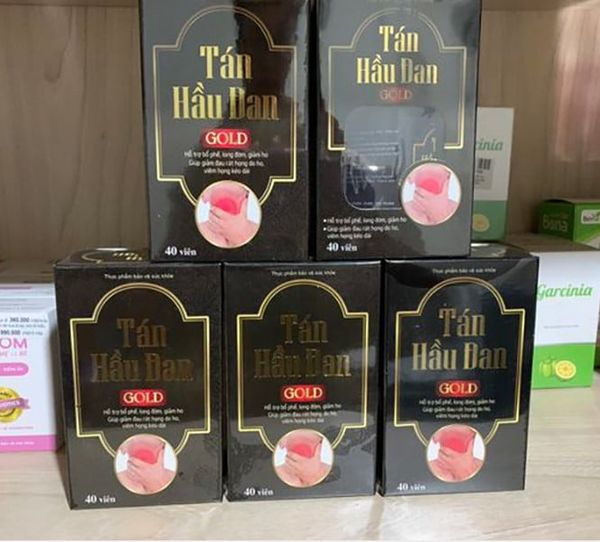 Tán
Hầu Đan
GOLD
Hỗ trợ bổ phế, long đờm, giảm ho
Giúp giảm đau rát họng do ho,
viêm họng kéo dài
40 viên
Tán
Hầu Đan
GOLD
Hỗ trợ bổ phế, long đờm, giảm ho
Giúp giảm đau rát họng do ho,
viêm họng kéo dài
40 viên
Thực phẩm bảo vệ sức khỏe
Tán
Hầu Đan
GOLD
Hỗ trợ bổ phế, long đờm, giảm ho
Giúp giảm đau rát họng do ho,
viêm họng kéo dài
40 viên
Thực phẩm bảo vệ sức khỏe
Tán
Hầu Đan
GOLD
Hỗ trợ bổ phế, long đờm, giảm ho
Giúp giảm đau rát họng do ho,
viêm họng kéo dài
40 viên
Thực phẩm bảo vệ sức khỏe
Tán
Hầu Đan
GOLD
Hỗ trợ bổ phế, long đờm, giảm ho
Giúp giảm đau rát họng do ho,
viêm họng kéo dài
40 viên
Garcinia